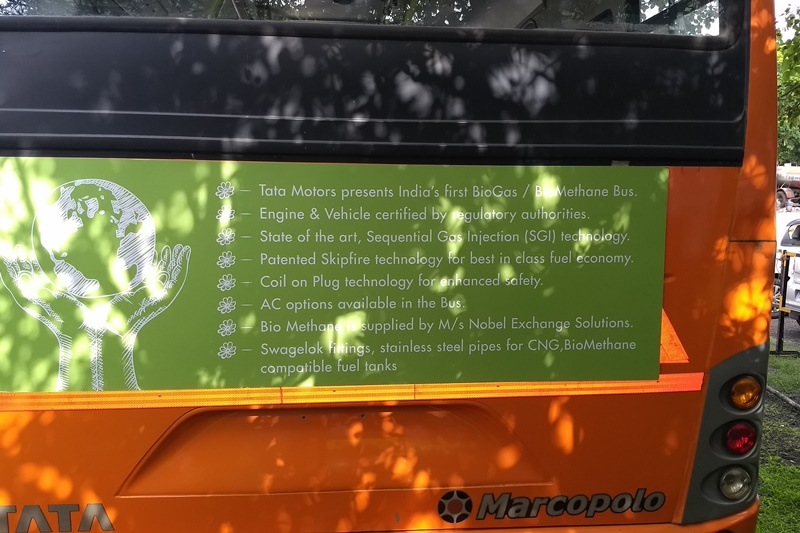 – Tata Motors presents India's first BioGas / BioMethane Bus.
– Engine & Vehicle certified by regulatory authorities.
– State of the art, Sequential Gas Injection (SGI) technology.
– Patented Skipfire technology for best in class fuel economy.
– Coil on Plug technology for enhanced safety.
– AC options available in the Bus.
– Bio Methane is supplied by M/s Nobel Exchange Solutions.
– Swagelok fittings, stainless steel pipes for CNG,BioMethane
compatible fuel tanks
TATA
Marcopolo